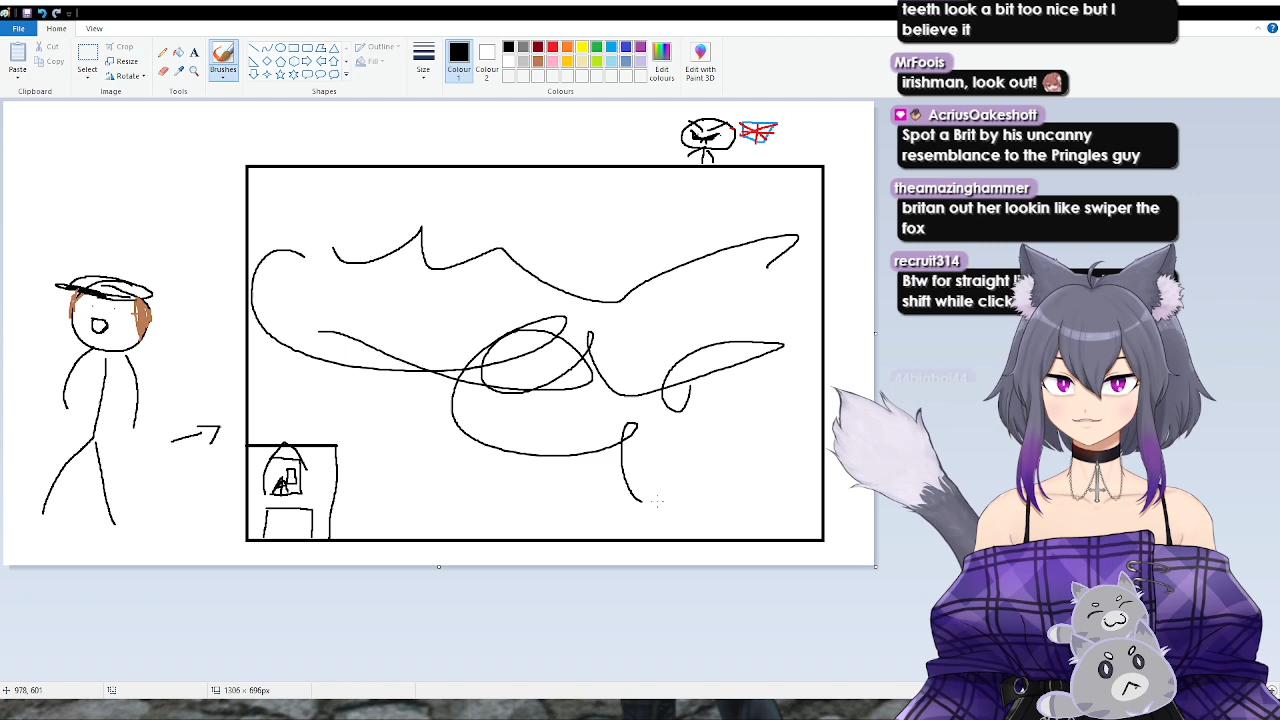 File
Home
View
Paste
Cut
Copy
Clipboard
Select
Crop
Resize
Rotate
Image
Tools
Brushes
Shapes
Outline
Fill
Size
Colour
1
Colour
2
Edit
colours
Edit with
Paint 3D
Colours
teeth look a bit too nice but I
believe it
MrFoois
irishman, look out!
AcriusOakeshott
Spot a Brit by his uncanny
resemblance to the Pringles guy
theamazinghammer
britan out her lookin like swiper the
fox
recruit314
Btw for straight
shift while click
978, 601
1306 × 696px